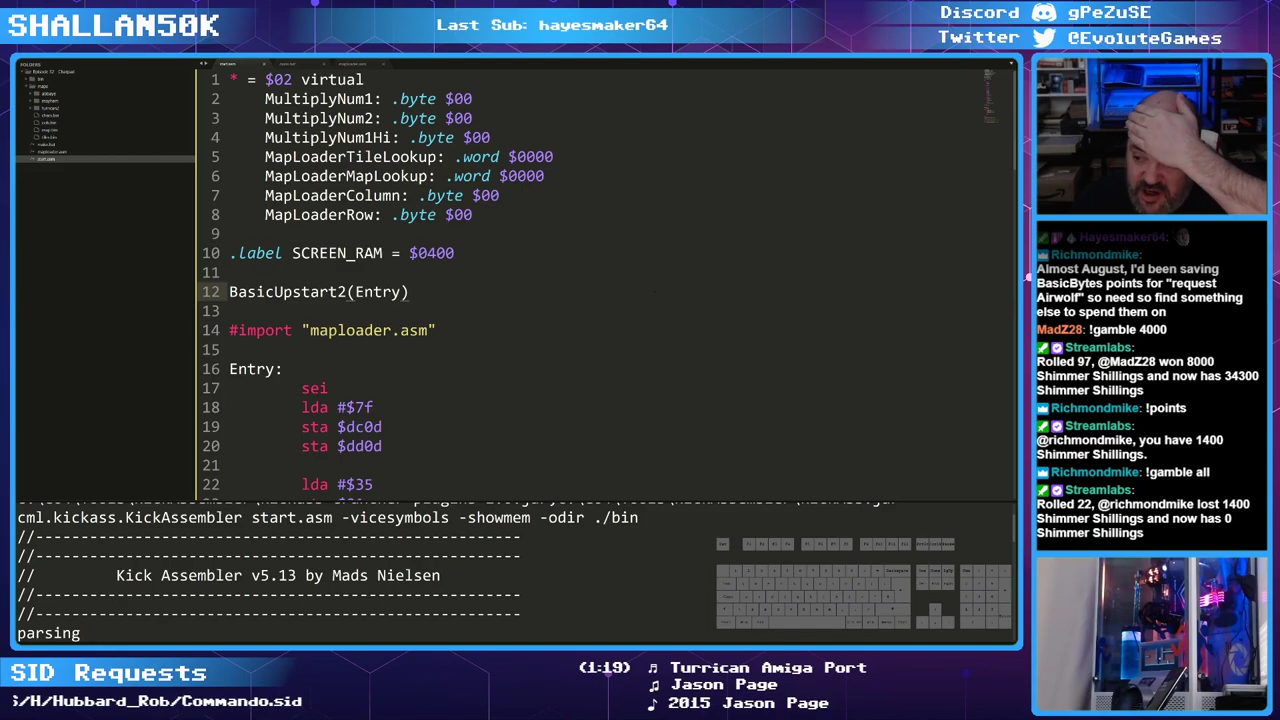 SHALLAN50K
Last Sub: hayesmaker64
Discord gPeZuSE
Twitter @EvoluteGames
FOLDERS
1 * = $02 virtual
2 MultiplyNum1: .byte $00
3 MultiplyNum2: .byte $00
4 MultiplyNum1Hi: .byte $00
5 MapLoaderTileLookup: .word $0000
6 MapLoaderMapLookup: .word $0000
7 MapLoaderColumn: .byte $00
8 MapLoaderRow: .byte $00
9
10 .label SCREEN_RAM = $0400
11
12 BasicUpstart2(Entry)
13
14 #import "maploader.asm"
15
16 Entry:
17 sei
18 lda #$7f
19 sta $dc0d
20 sta $dd0d
21
22 lda #$35
cml.kickass.KickAssembler start.asm -vicesymbols -showmem -odir ./bin
//------------------------------------------------------
//------------------------------------------------------
// Kick Assembler v5.13 by Mads Nielsen
//------------------------------------------------------
//------------------------------------------------------
parsing
Hayesmaker64:
Richmondmike:
Almost August, I'd been saving
BasicBytes points for "request
Airwolf" so need so find something
else to spend them on
MadZ28: !gamble 4000
Streamlabs:
Rolled 97, @MadZ28 won 8000
Shimmer Shillings and now has 34300
Shimmer Shillings
Richmondmike: !points
Streamlabs:
@richmondmike, you have 1400
Shimmer Shillings.
Richmondmike: !gamble all
Streamlabs:
Rolled 22, @richmondmike lost 1400
Shimmer Shillings and now has 0
Shimmer Shillings
SID Requests
/H/Hubbard_Rob/Commando.sid
(1:19) ♫ Turrican Amiga Port
♫ Jason Page
♪ 2015 Jason Page